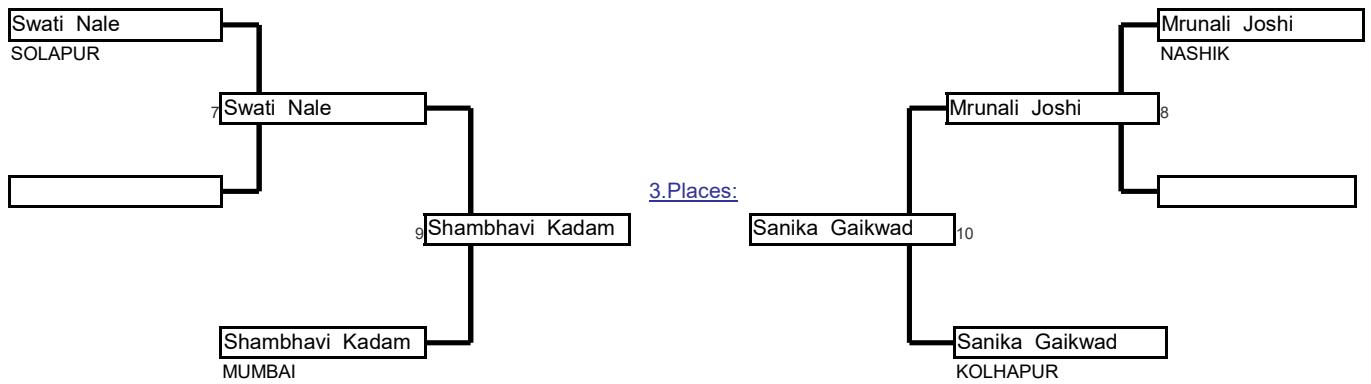 Swati Nale
SOLAPUR
Mrunali Joshi
NASHIK
7 Swati Nale
Mrunali Joshi 8
3.Places:
9 Shambhavi Kadam
Sanika Gaikwad 10
Shambhavi Kadam
MUMBAI
Sanika Gaikwad
KOLHAPUR